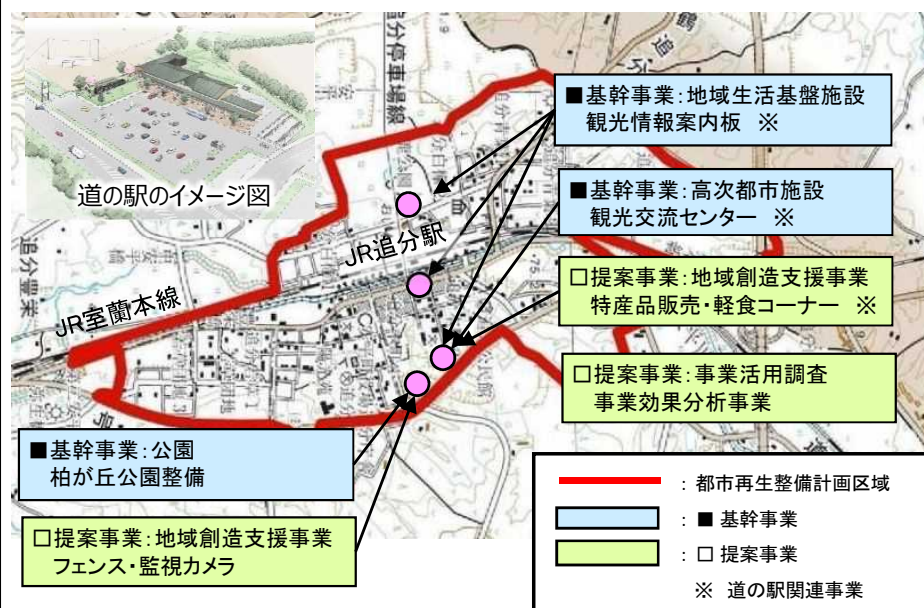 道の駅のイメージ図
追分停車場線
JR追分駅
JR室蘭本線
■基幹事業:地域生活基盤施設
観光情報案内板 ※
■基幹事業:高次都市施設
観光交流センター ※
□提案事業:地域創造支援事業
特産品販売・軽食コーナー ※
□提案事業:事業活用調査
事業効果分析事業
■基幹事業:公園
柏が丘公園整備
□提案事業:地域創造支援事業
フェンス・監視カメラ
: 都市再生整備計画区域
: ■ 基幹事業
: □ 提案事業
※ 道の駅関連事業